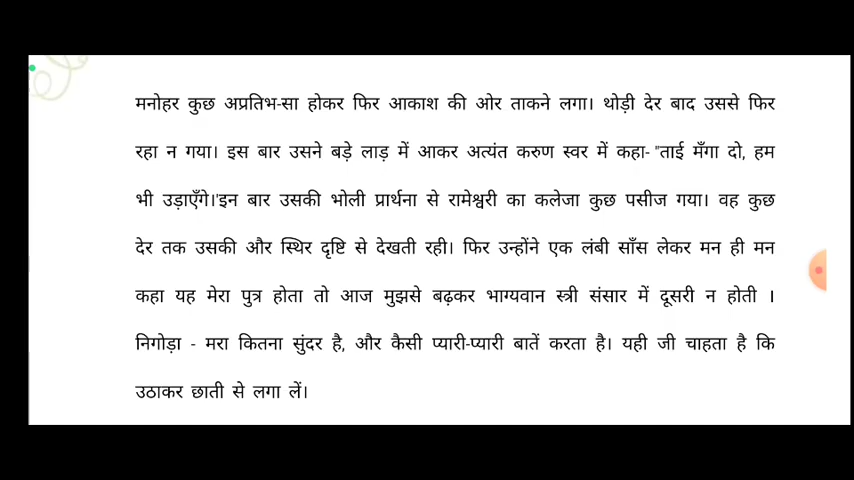 मनोहर कुछ अप्रतिभ-सा होकर फिर आकाश की ओर ताकने लगा। थोड़ी देर बाद उससे फिर
रहा न गया। इस बार उसने बड़े लाड़ में आकर अत्यंत करुण स्वर में कहा- "ताई मँगा दो, हम
भी उड़ाएँगे।'इन बार उसकी भोली प्रार्थना से रामेश्वरी का कलेजा कुछ पसीज गया। वह कुछ
देर तक उसकी और स्थिर दृष्टि से देखती रही। फिर उन्होंने एक लंबी साँस लेकर मन ही मन
कहा यह मेरा पुत्र होता तो आज मुझसे बढ़कर भाग्यवान स्त्री संसार में दूसरी न होती ।
निगोड़ा - मरा कितना सुंदर है, और कैसी प्यारी-प्यारी बातें करता है। यही जी चाहता है कि
उठाकर छाती से लगा लें।